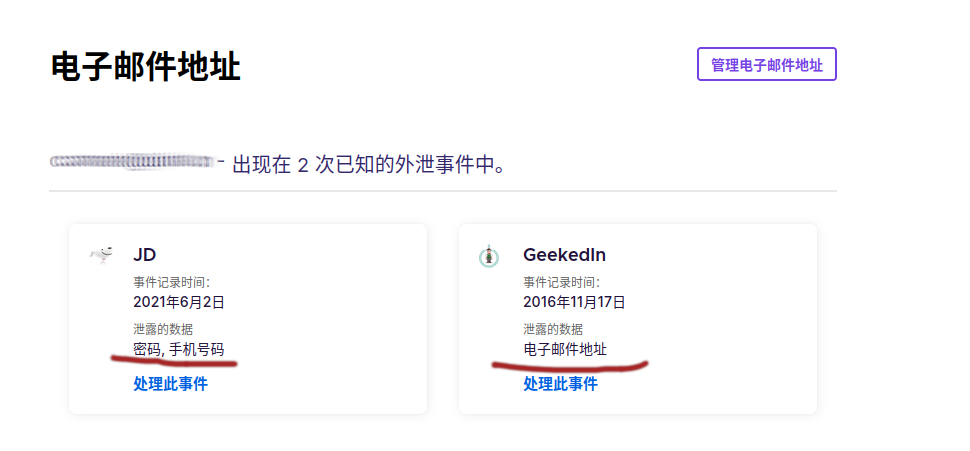 电子邮件地址
管理电子邮件地址
- 出现在 2 次已知的外泄事件中。
JD
事件记录时间：
2021年6月2日
泄露的数据
密码, 手机号码
处理此事件
GeekedIn
事件记录时间：
2016年11月17日
泄露的数据
电子邮件地址
处理此事件